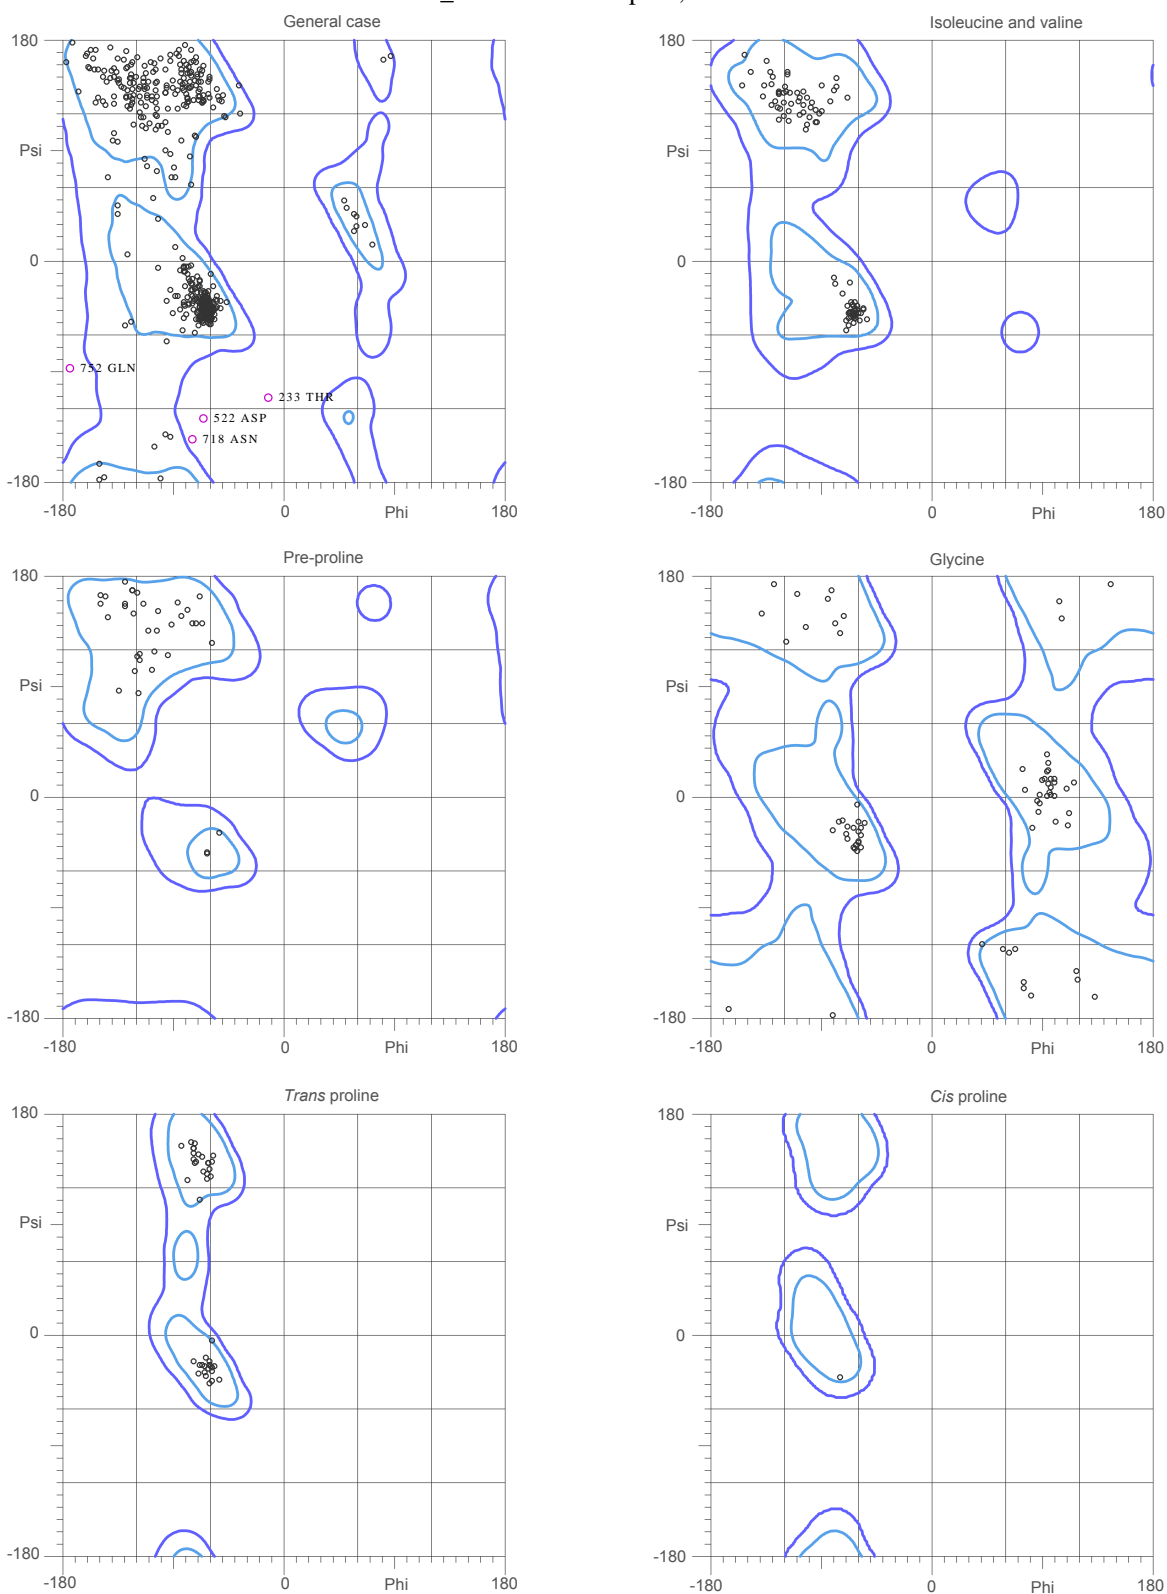 General case
180
Psi
0
-180
-180
0
Phi
180
752 GLN
233 THR
522 ASP
718 ASN
Isoleucine and valine
180
Psi
0
-180
-180
0
Phi
180
Pre-proline
180
Psi
0
-180
-180
0
Phi
180
Glycine
180
Psi
0
-180
-180
0
Phi
180
Trans proline
180
Psi
0
-180
-180
0
Phi
180
Cis proline
180
Psi
0
-180
-180
0
Phi
180